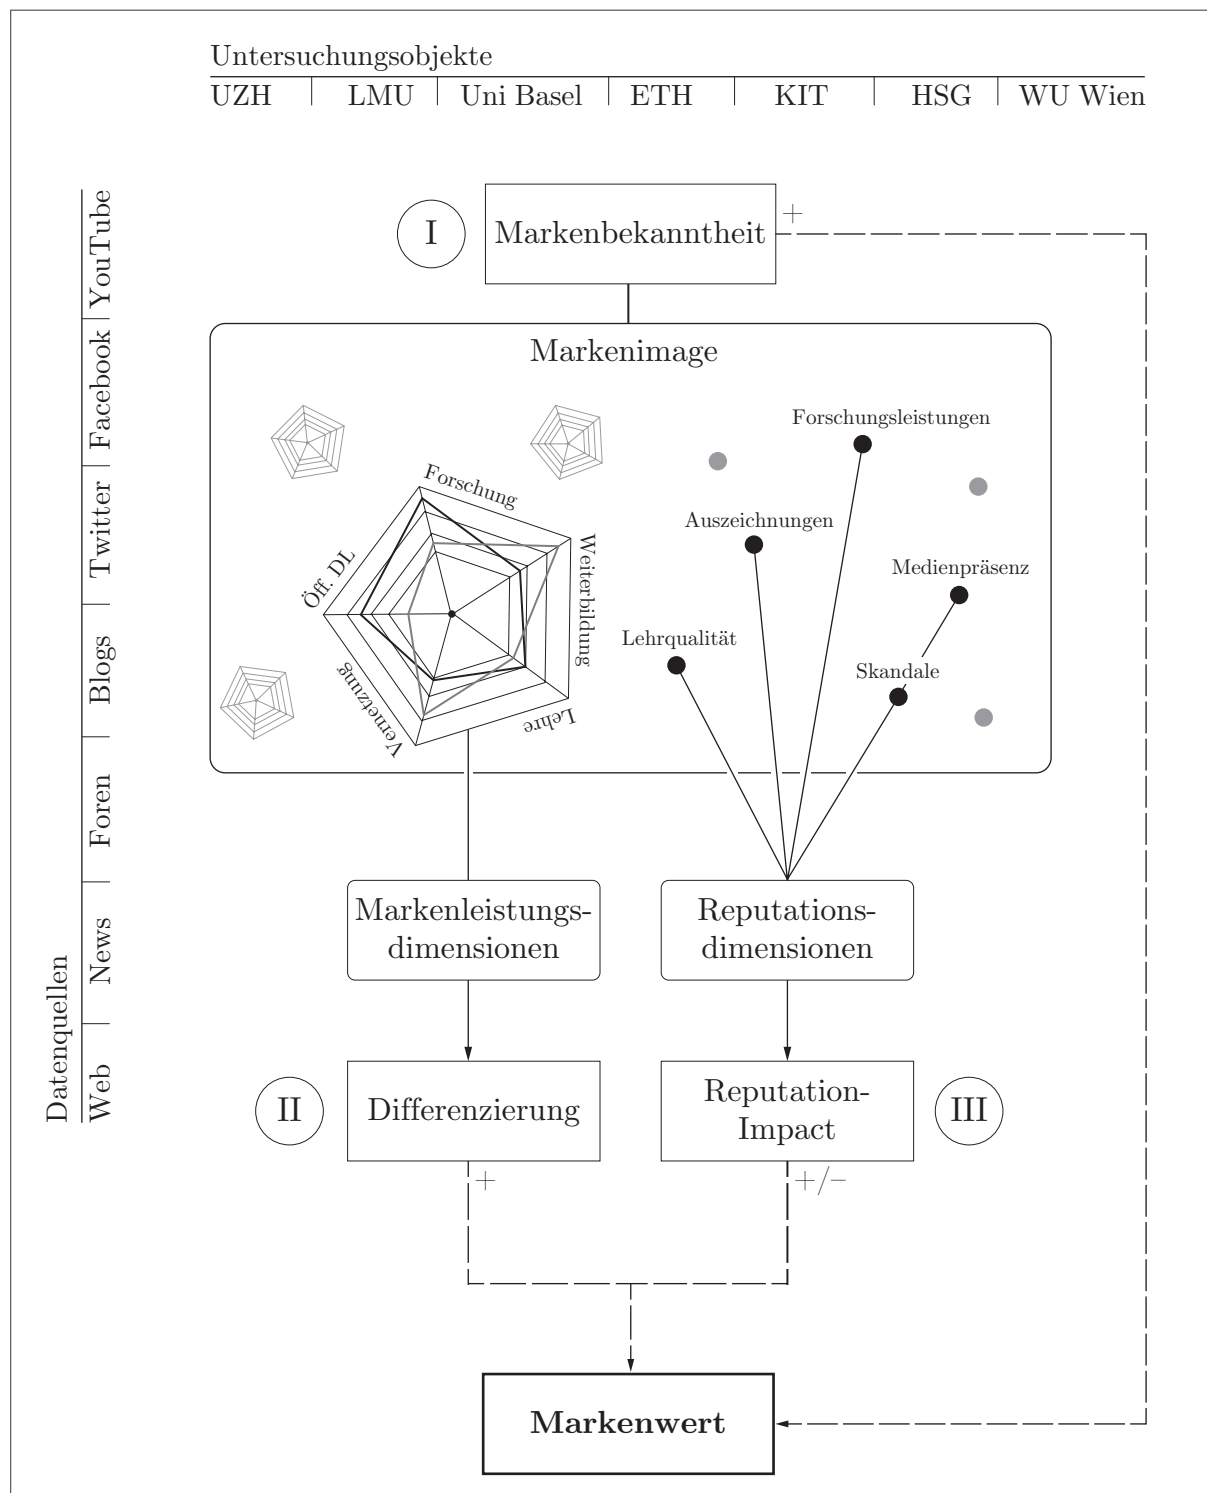 Untersuchungsobjekte
UZH LMU Uni Basel ETH KIT HSG WU Wien
Datenquellen
Web News Foren Blogs Twitter Facebook YouTube
I
Markenbekanntheit
+
Markenimage
Forschung
Weiterbildung
Lehre
Vernetzung
Öff. DL
Forschungsleistungen
Auszeichnungen
Medienpräsenz
Lehrqualität
Skandale
Markenleistungs-
dimensionen
Reputations-
dimensionen
II
Differenzierung
Reputation-
Impact
III
+
+/–
Markenwert